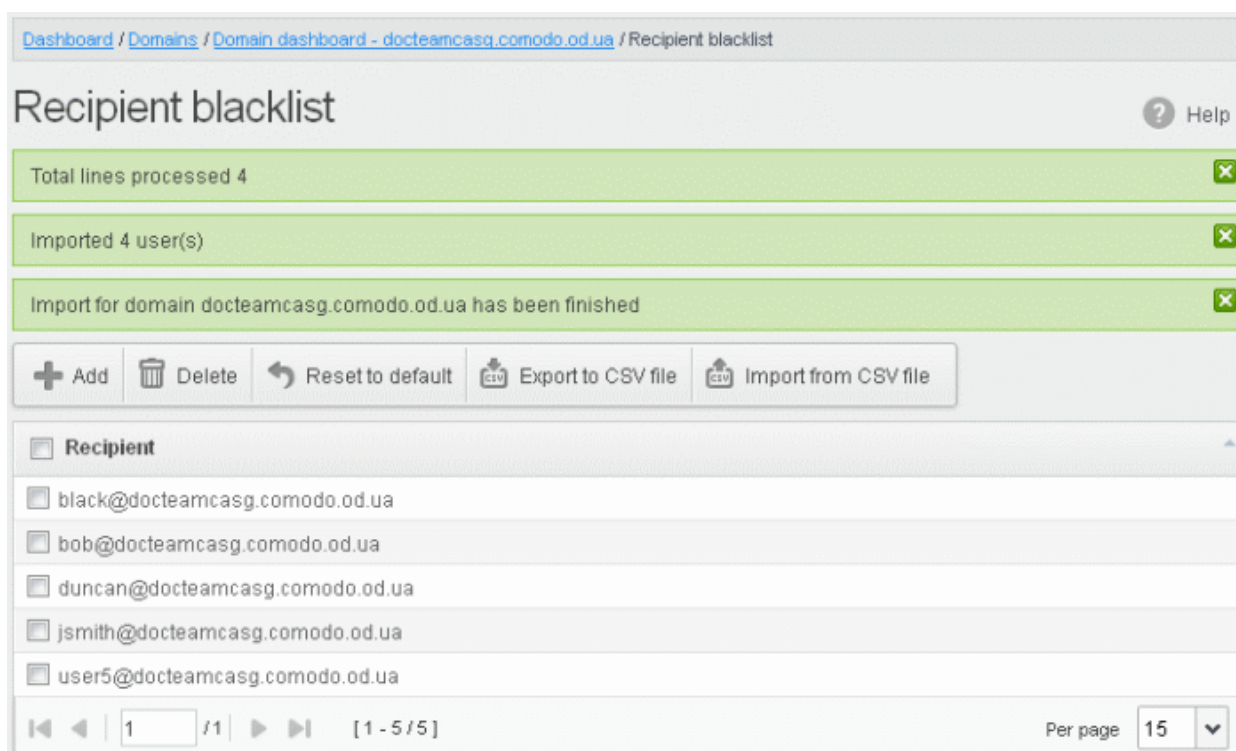 Dashboard / Domains / Domain dashboard - docteamcasg.comodo.od.ua / Recipient blacklist
Recipient blacklist
? Help
Total lines processed 4
Imported 4 user(s)
Import for domain docteamcasg.comodo.od.ua has been finished
Add Delete Reset to default CSV Export to CSV file CSV Import from CSV file
Recipient
black@docteamcasg.comodo.od.ua
bob@docteamcasg.comodo.od.ua
duncan@docteamcasg.comodo.od.ua
jsmith@docteamcasg.comodo.od.ua
user5@docteamcasg.comodo.od.ua
1 /1 [1 - 5 / 5] Per page 15